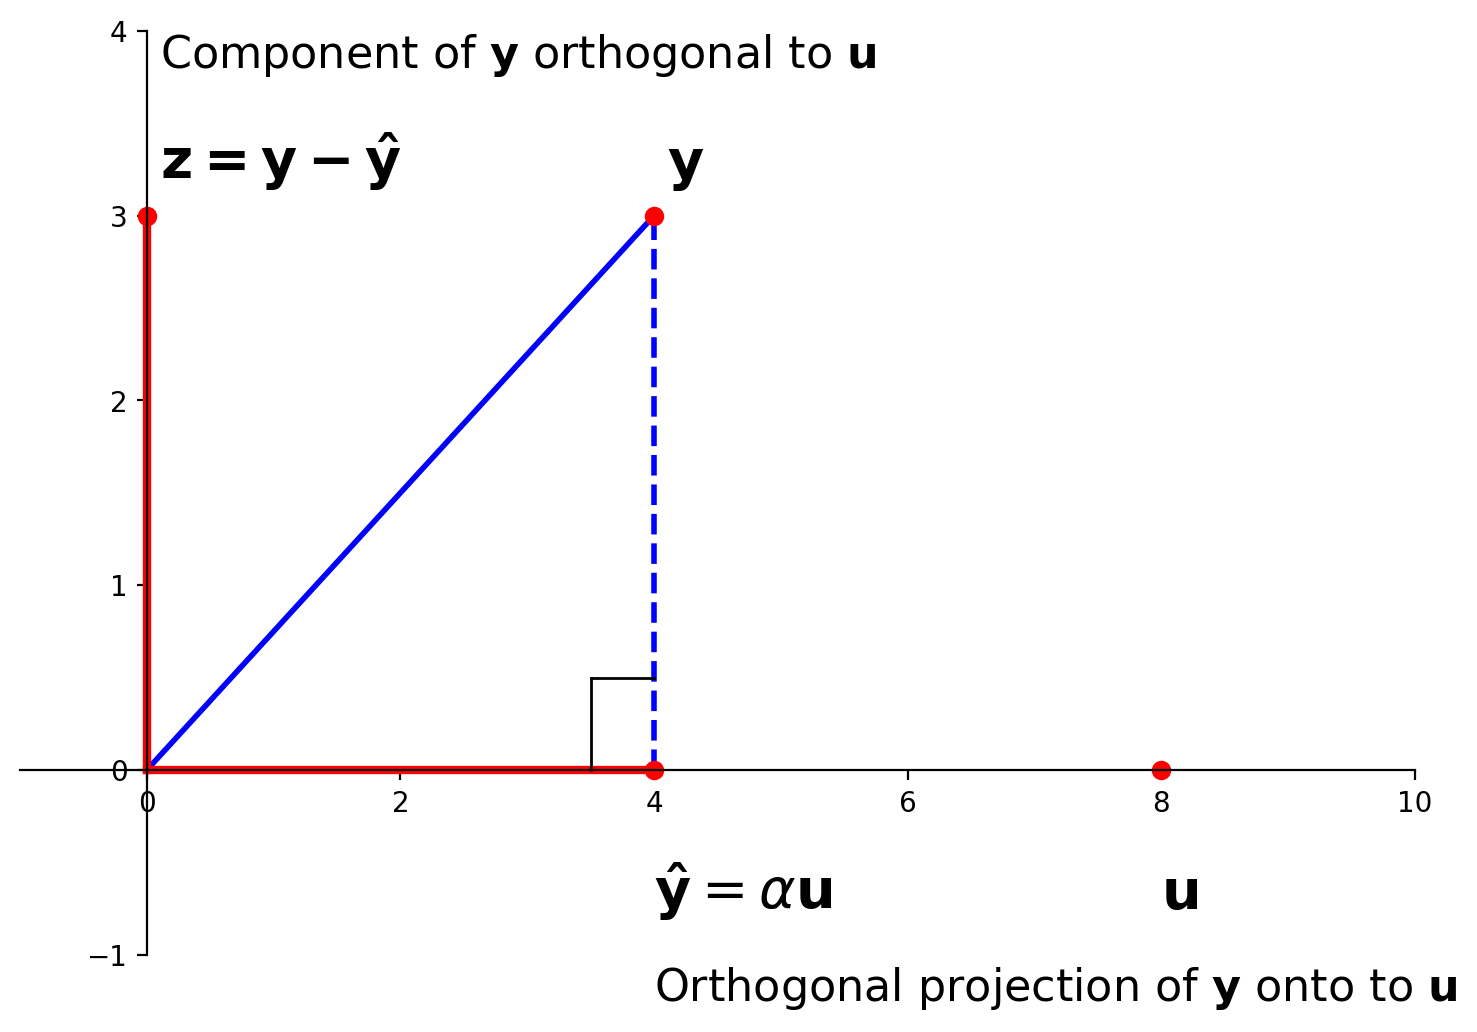 4
Component of y orthogonal to u
z = y − ŷ
y
3
2
1
0
0 2 4 6 8 10
ŷ = αu
u
−1
Orthogonal projection of y onto to u